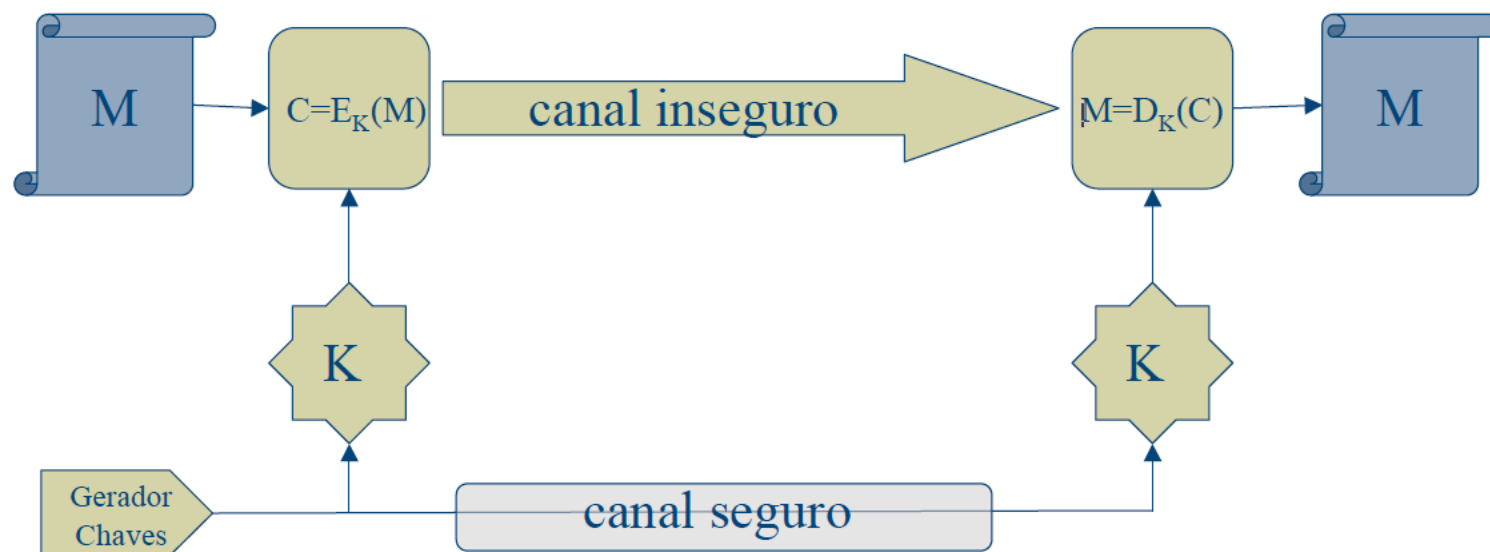 M
C=E_K(M)
canal inseguro
M=D_K(C)
M
K
K
Gerador
Chaves
canal seguro